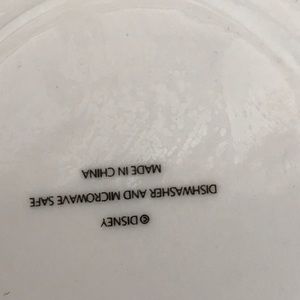 © DISNEY
DISHWASHER AND MICROWAVE SAFE
MADE IN CHINA